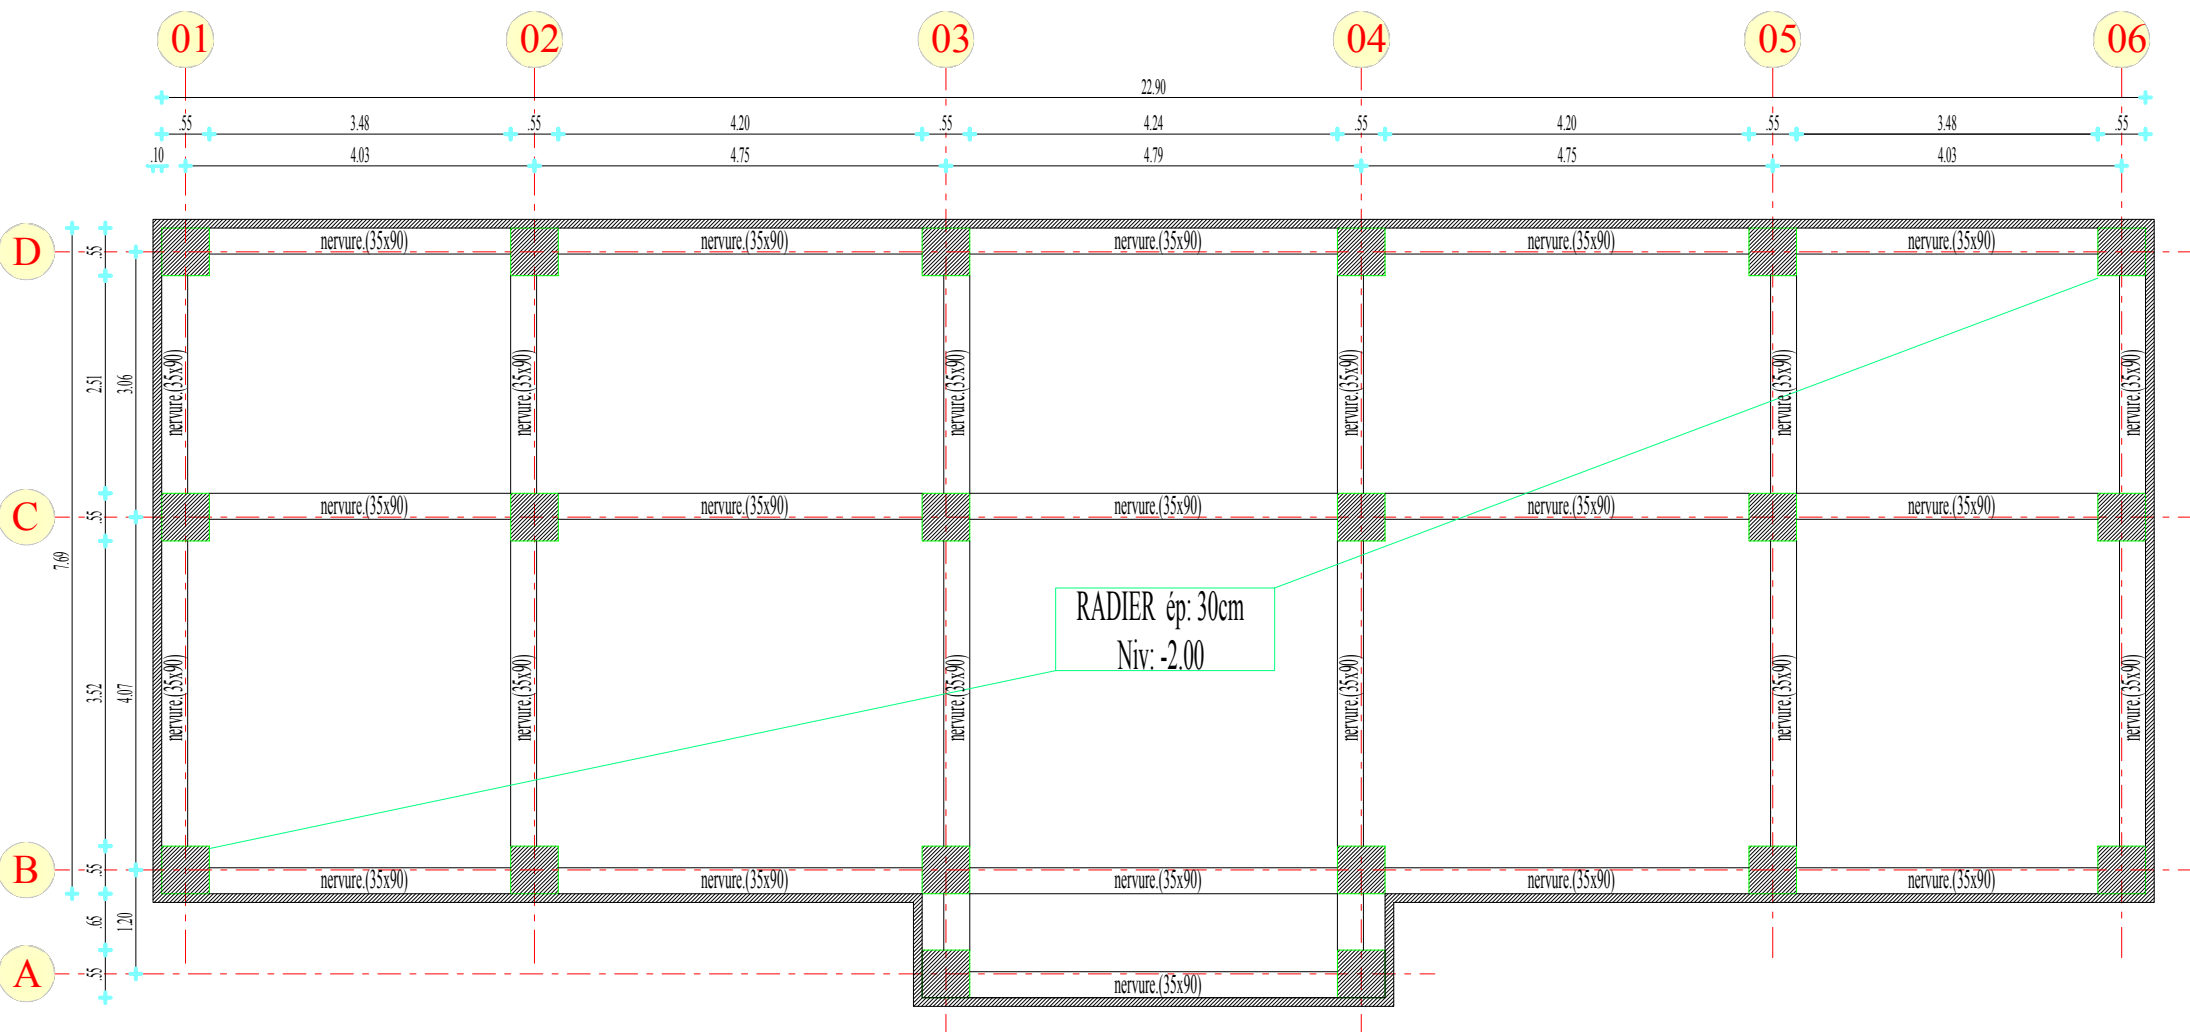 01 02 03 04 05 06
22.90
.55 3.48 .55 4.20 .55 4.24 .55 4.20 .55 3.48 .55
.10 4.03 4.75 4.79 4.75 4.03
D .55 nervure.(35x90) nervure.(35x90) nervure.(35x90) nervure.(35x90) nervure.(35x90)
2.51 3.06 nervure.(35x90) nervure.(35x90) nervure.(35x90) nervure.(35x90) nervure.(35x90) nervure.(35x90)
C .55 nervure.(35x90) nervure.(35x90) nervure.(35x90) nervure.(35x90) nervure.(35x90)
7.69
RADIER ép: 30cm
Niv: -2.00
3.52 4.07 nervure.(35x90) nervure.(35x90) nervure.(35x90) nervure.(35x90) nervure.(35x90) nervure.(35x90)
B .55 nervure.(35x90) nervure.(35x90) nervure.(35x90) nervure.(35x90) nervure.(35x90)
.65 1.20
A .55 nervure.(35x90)